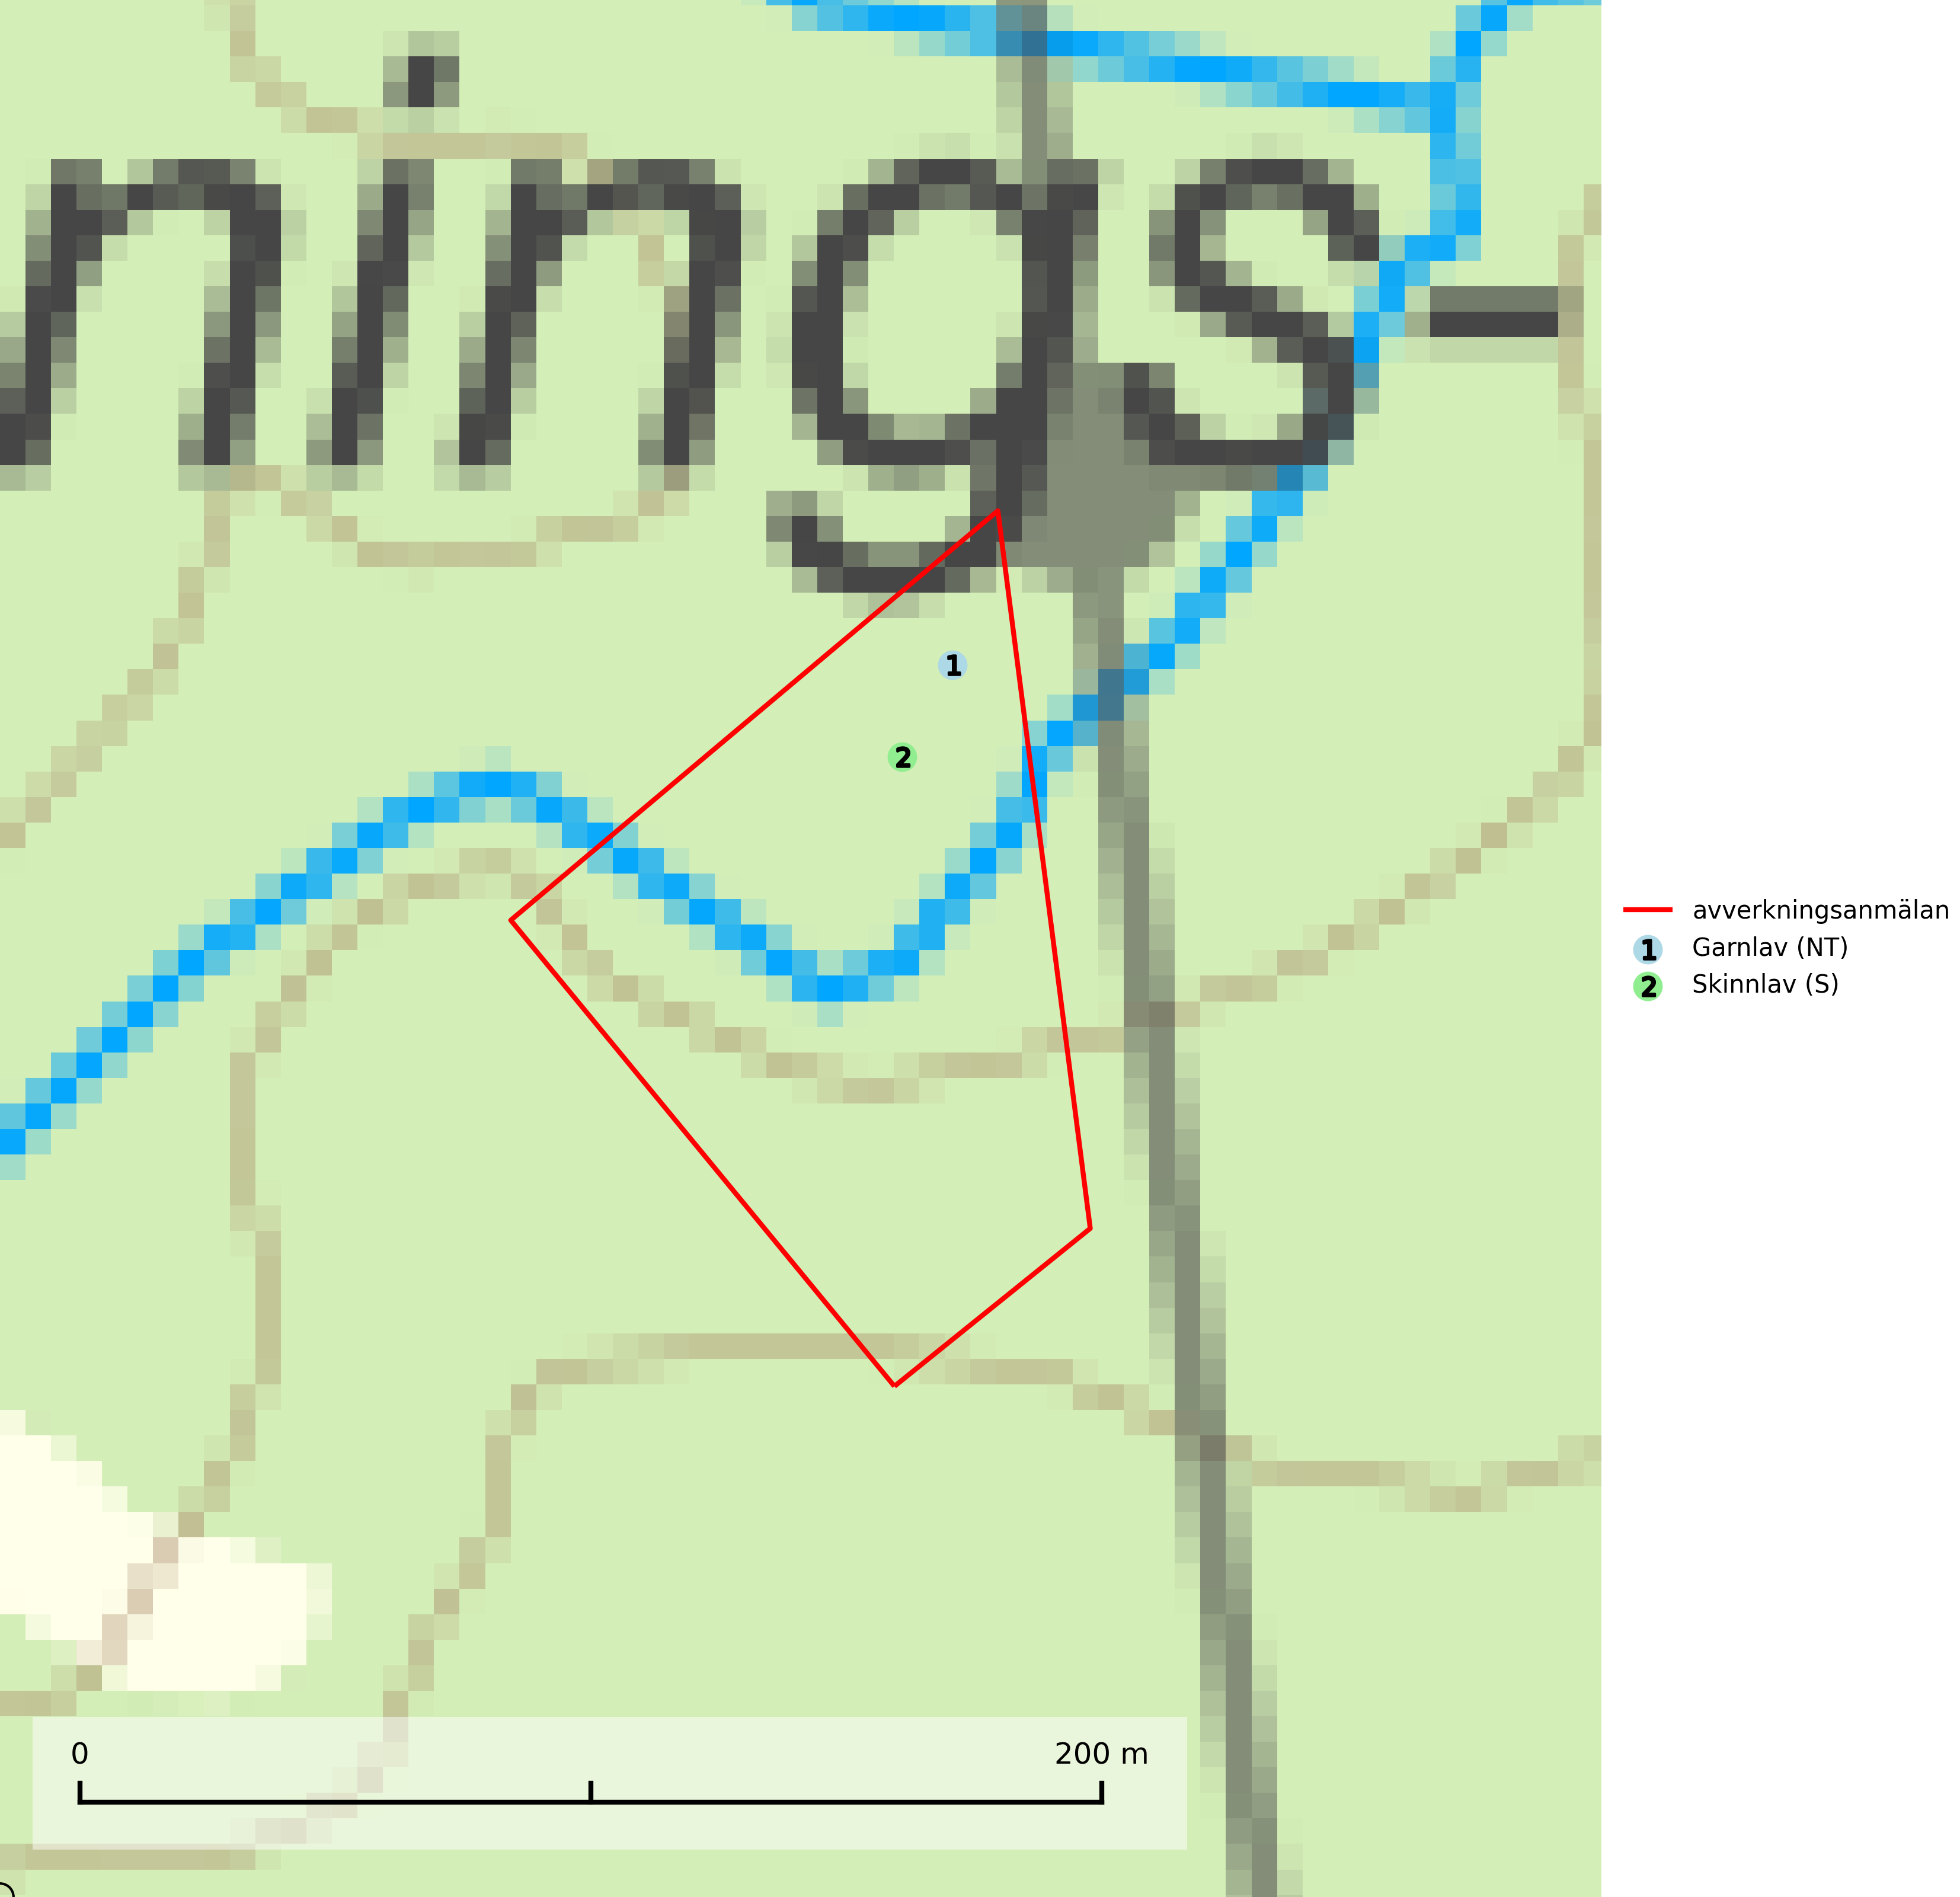 nings-
1
2
avverkningsanmälan
1 Garnlav (NT)
2 Skinnlav (S)
0 200 m